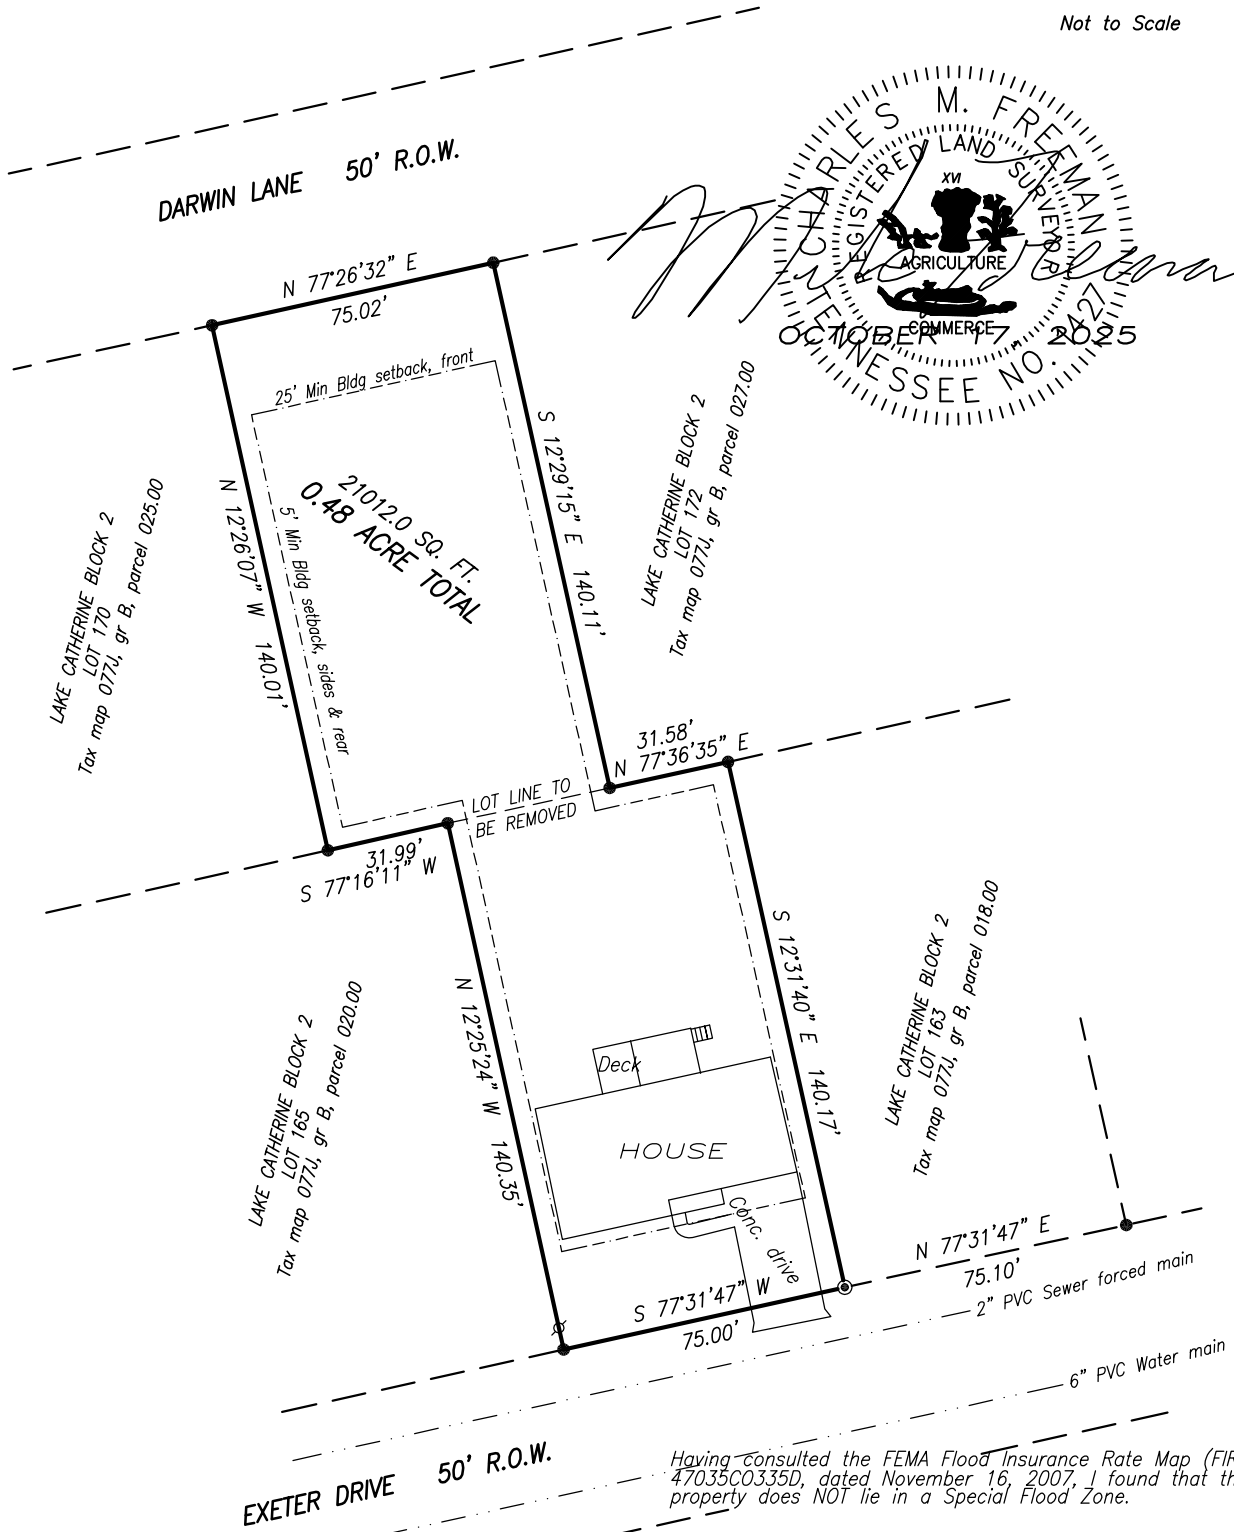 Not to Scale
CHARLES M. FREEMAN
REGISTERED LAND SURVEYOR
XVI
AGRICULTURE
COMMERCE
OCTOBER 17, 2025
TENNESSEE NO.
DARWIN LANE 50' R.O.W.
N 77°26'32" E
75.02'
25' Min Bldg setback, front
S 12°29'15" E 140.11'
N 12°26'07" W 140.01'
5' Min Bldg setback, sides & rear
21012.0 SQ. FT.
0.48 ACRE TOTAL
LAKE CATHERINE BLOCK 2
LOT 172
Tax map 077J, gr B, parcel 027.00
LAKE CATHERINE BLOCK 2
LOT 170
Tax map 077J, gr B, parcel 025.00
31.58'
N 77°36'35" E
LOT LINE TO
BE REMOVED
31.99'
S 77°16'11" W
S 12°31'40" E 140.17'
N 12°25'24" W 140.35'
LAKE CATHERINE BLOCK 2
LOT 163
Tax map 077J, gr B, parcel 018.00
LAKE CATHERINE BLOCK 2
LOT 165
Tax map 077J, gr B, parcel 020.00
Deck
HOUSE
Conc. drive
N 77°31'47" E
75.10'
S 77°31'47" W
75.00'
2" PVC Sewer forced main
6" PVC Water main
EXETER DRIVE 50' R.O.W.
Having consulted the FEMA Flood Insurance Rate Map (FIR
47035C0335D, dated November 16, 2007, I found that th
property does NOT lie in a Special Flood Zone.